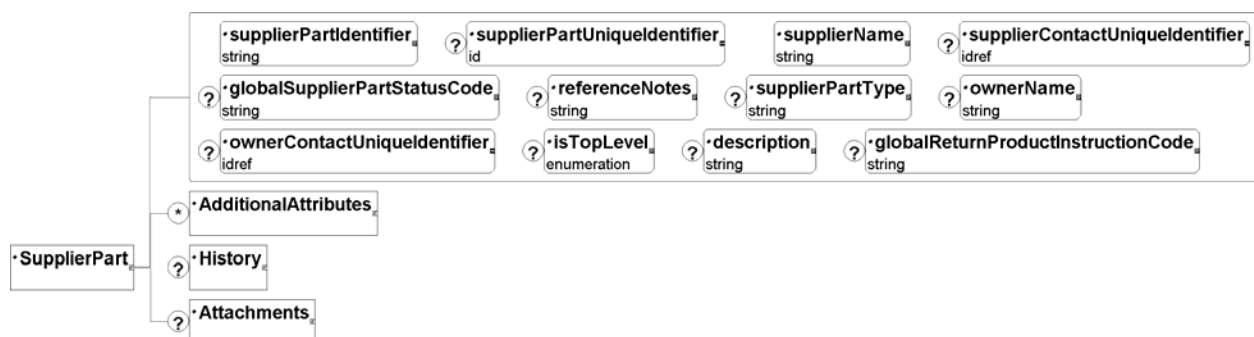 supplierPartIdentifier ? supplierPartUniqueIdentifier supplierName ? supplierContactUniqueIdentifier
string id string idref
? globalSupplierPartStatusCode ? referenceNotes ? supplierPartType ? ownerName
string string string string
? ownerContactUniqueIdentifier ? isTopLevel ? description ? globalReturnProductInstructionCode
idref enumeration string string
* AdditionalAttributes
SupplierPart ? History
? Attachments